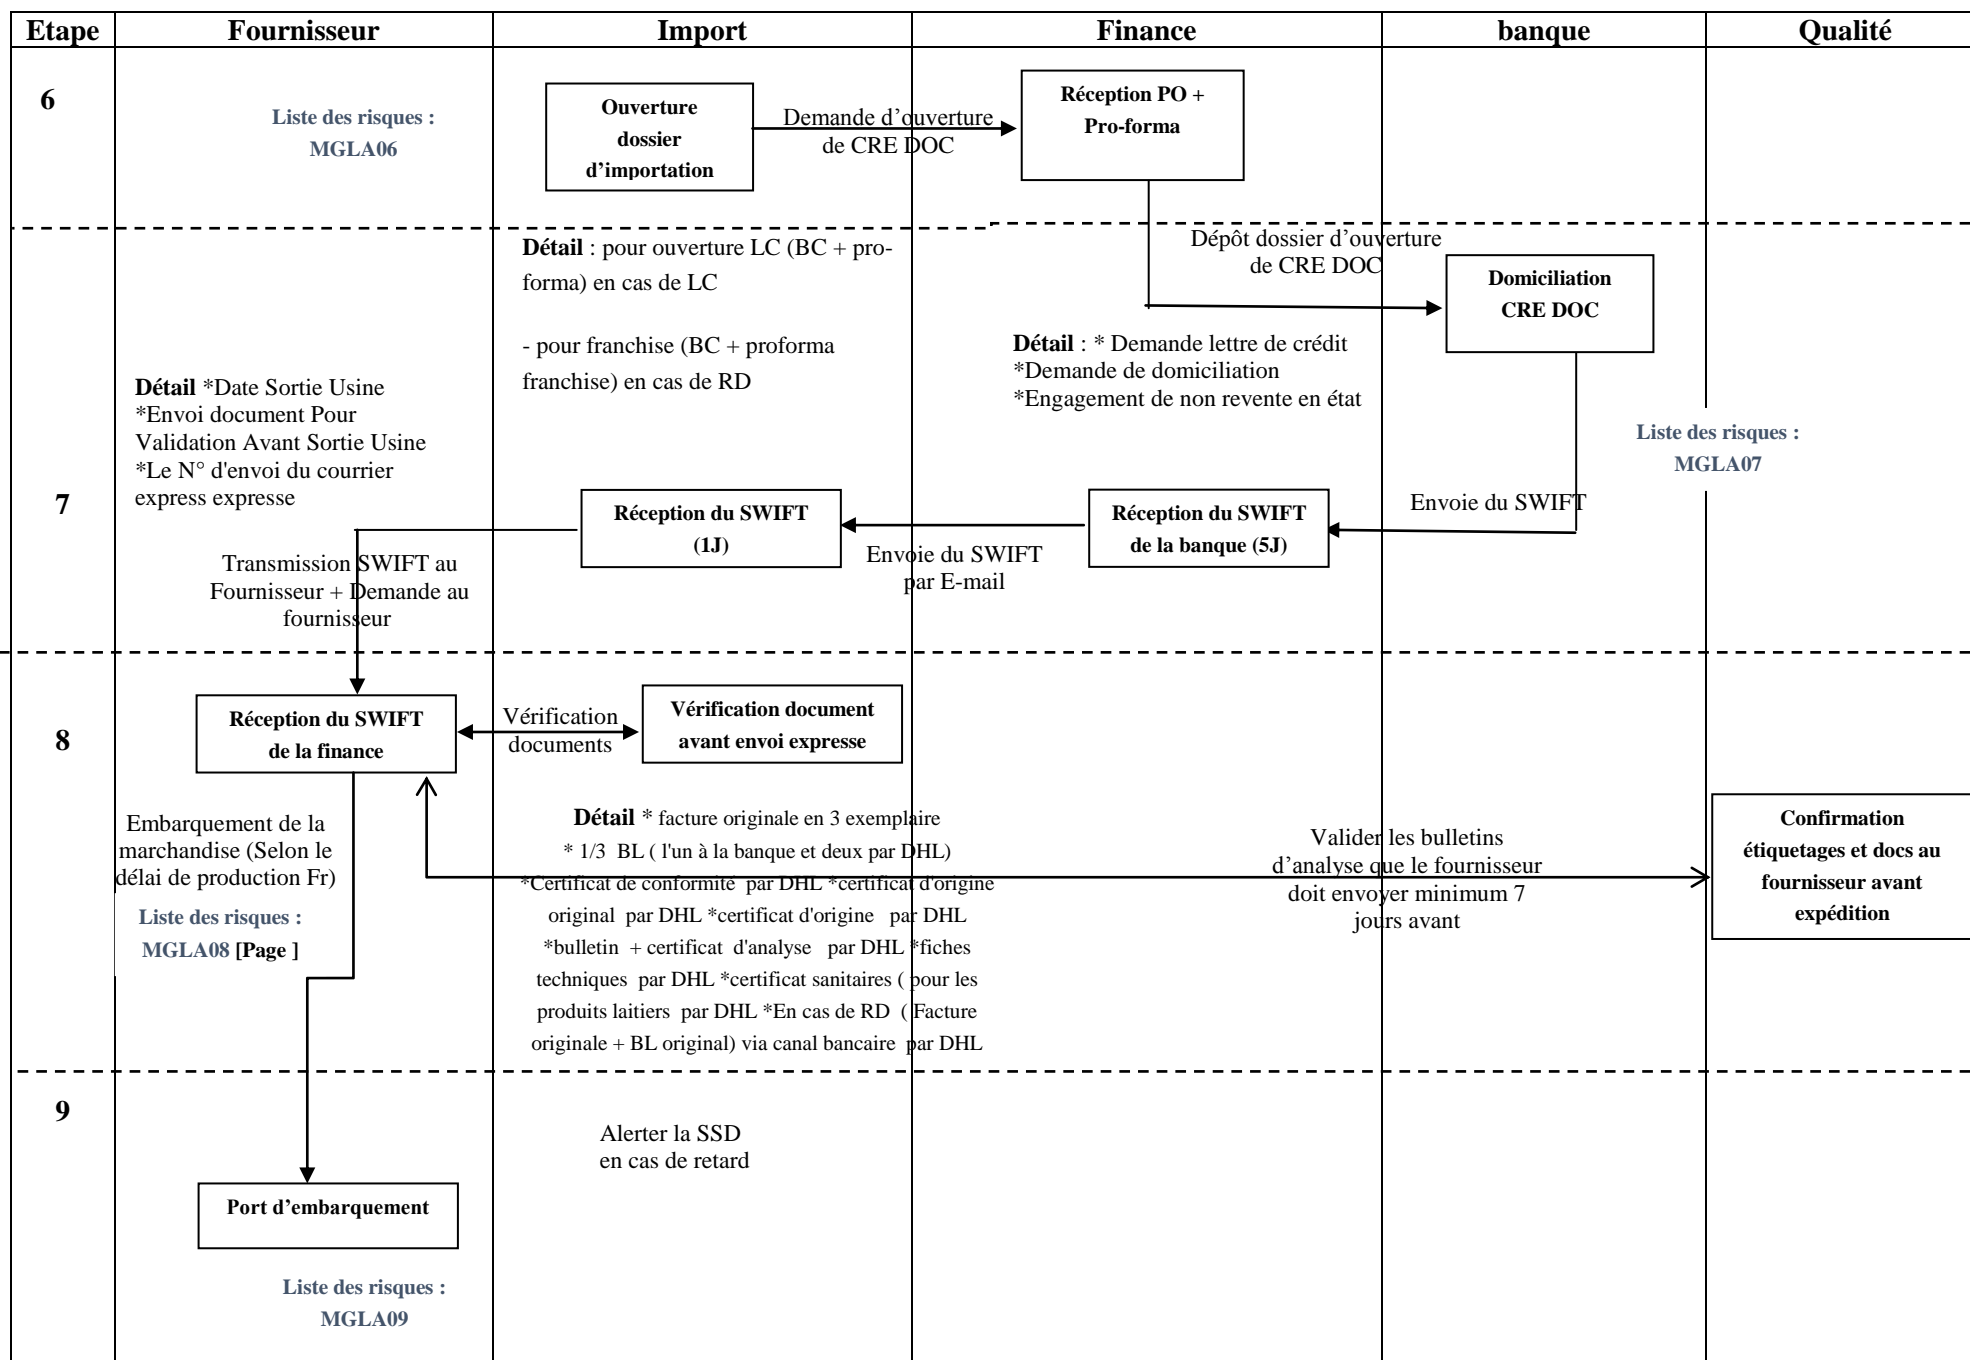 Etape
Fournisseur
Import
Finance
banque
Qualité
6
Liste des risques :
MGLA06
Ouverture
dossier
d’importation
Demande d’ouverture
de CRE DOC
Réception PO +
Pro-forma
Détail : pour ouverture LC (BC + pro-
forma) en cas de LC
- pour franchise (BC + proforma
franchise) en cas de RD
Dépôt dossier d’ouverture
de CRE DOC
Domiciliation
CRE DOC
Détail : * Demande lettre de crédit
*Demande de domiciliation
*Engagement de non revente en état
Détail *Date Sortie Usine
*Envoi document Pour
Validation Avant Sortie Usine
*Le N° d'envoi du courrier
express expresse
Liste des risques :
MGLA07
7
Réception du SWIFT
(1J)
Envoie du SWIFT
par E-mail
Réception du SWIFT
de la banque (5J)
Envoie du SWIFT
Transmission SWIFT au
Fournisseur + Demande au
fournisseur
8
Réception du SWIFT
de la finance
Vérification
documents
Vérification document
avant envoi expresse
Embarquement de la
marchandise (Selon le
délai de production Fr)
Liste des risques :
MGLA08 [Page ]
Détail * facture originale en 3 exemplaire
* 1/3 BL ( l'un à la banque et deux par DHL)
*Certificat de conformité par DHL *certificat d'origine
original par DHL *certificat d'origine par DHL
*bulletin + certificat d'analyse par DHL *fiches
techniques par DHL *certificat sanitaires ( pour les
produits laitiers par DHL *En cas de RD ( Facture
originale + BL original) via canal bancaire par DHL
Valider les bulletins
d’analyse que le fournisseur
doit envoyer minimum 7
jours avant
Confirmation
étiquetages et docs au
fournisseur avant
expédition
9
Alerter la SSD
en cas de retard
Port d’embarquement
Liste des risques :
MGLA09